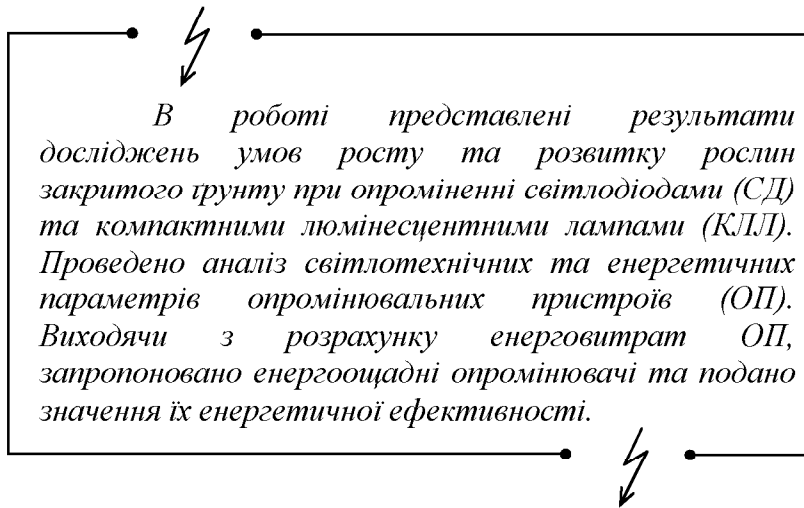 В роботі представлені результати
досліджень умов росту та розвитку рослин
закритого ґрунту при опроміненні світлодіодами (СД)
та компактними люмінесцентними лампами (КЛЛ).
Проведено аналіз світлотехнічних та енергетичних
параметрів опромінювальних пристроїв (ОП).
Виходячи з розрахунку енерговитрат ОП,
запропоновано енергоощадні опромінювачі та подано
значення їх енергетичної ефективності.